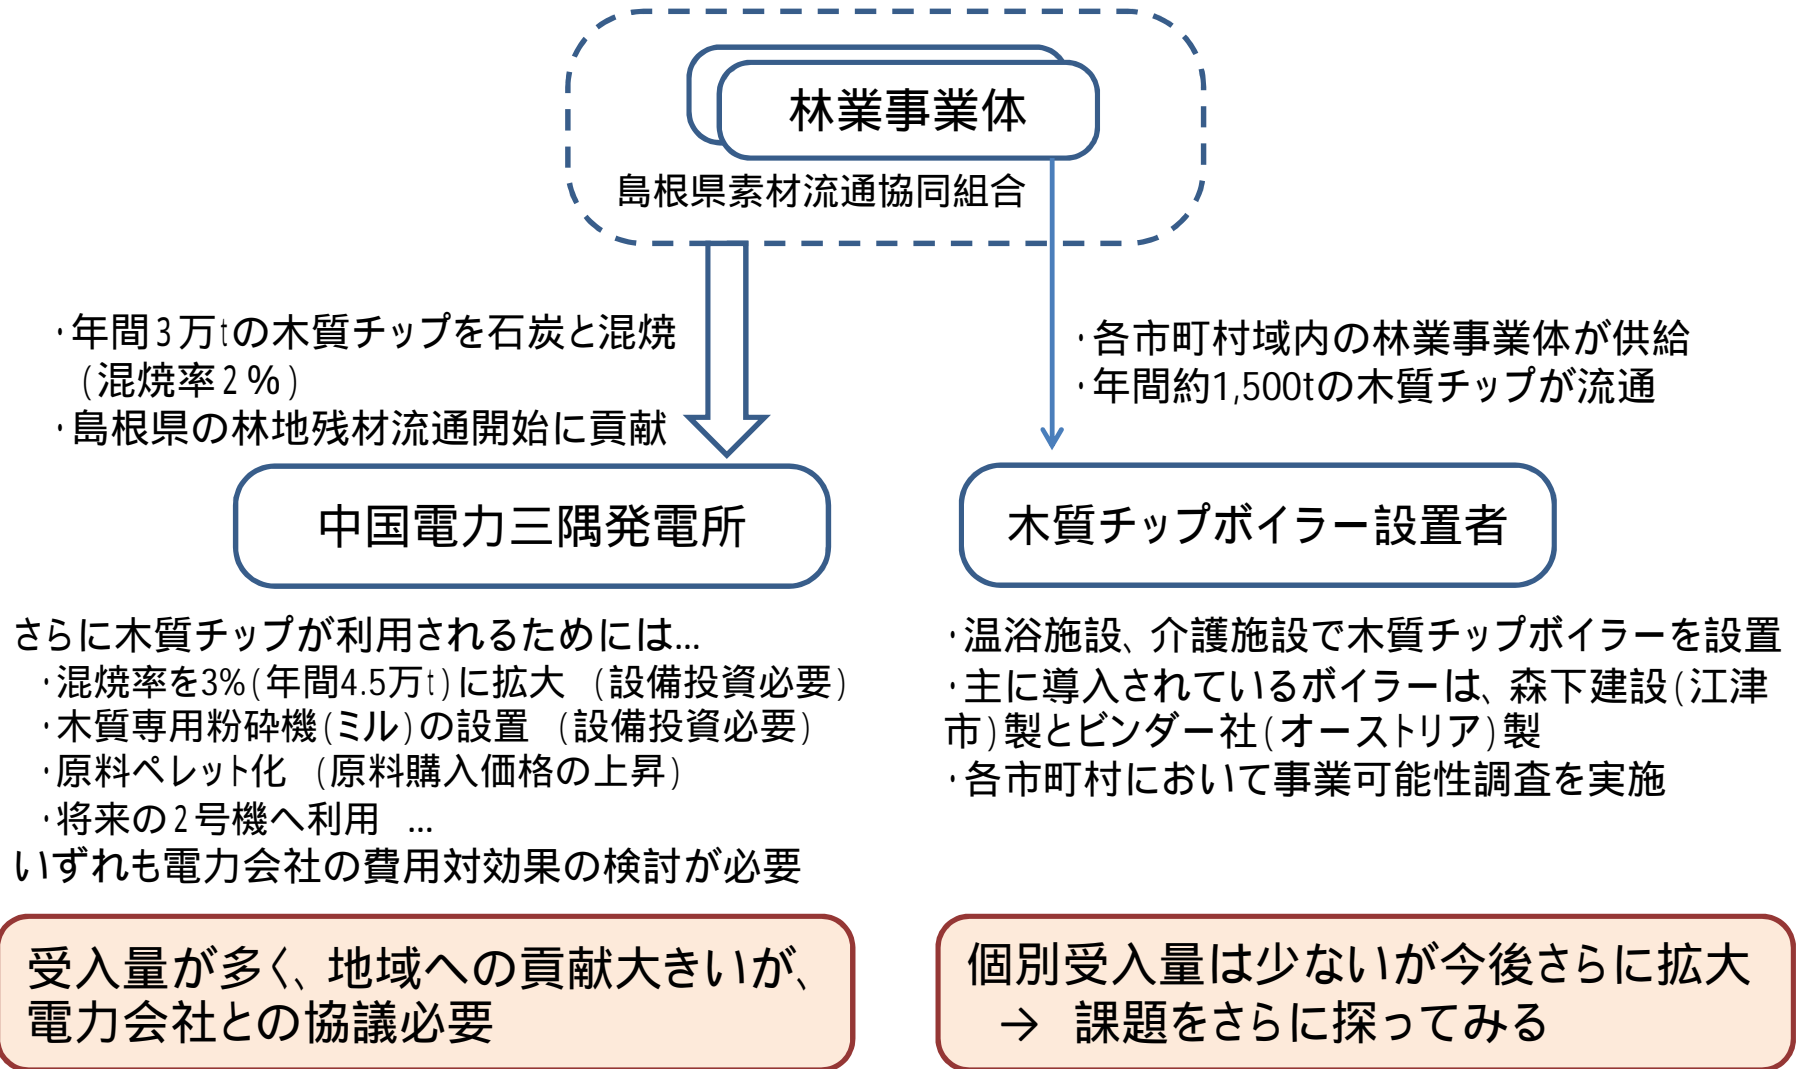 林業事業体
島根県素材流通協同組合
･年間3万tの木質チップを石炭と混焼
(混焼率2%)
･島根県の林地残材流通開始に貢献
･各市町村域内の林業事業体が供給
･年間約1,500tの木質チップが流通
中国電力三隅発電所
木質チップボイラー設置者
さらに木質チップが利用されるためには…
･混焼率を3%(年間4.5万t)に拡大 (設備投資必要)
･木質専用粉砕機(ミル)の設置 (設備投資必要)
･原料ペレット化 (原料購入価格の上昇)
･将来の2号機へ利用 …
いずれも電力会社の費用対効果の検討が必要
･温浴施設、介護施設で木質チップボイラーを設置
･主に導入されているボイラーは、森下建設(江津
市)製とビンダー社(オーストリア)製
･各市町村において事業可能性調査を実施
受入量が多く、地域への貢献大きいが、
電力会社との協議必要
個別受入量は少ないが今後さらに拡大
→ 課題をさらに探ってみる